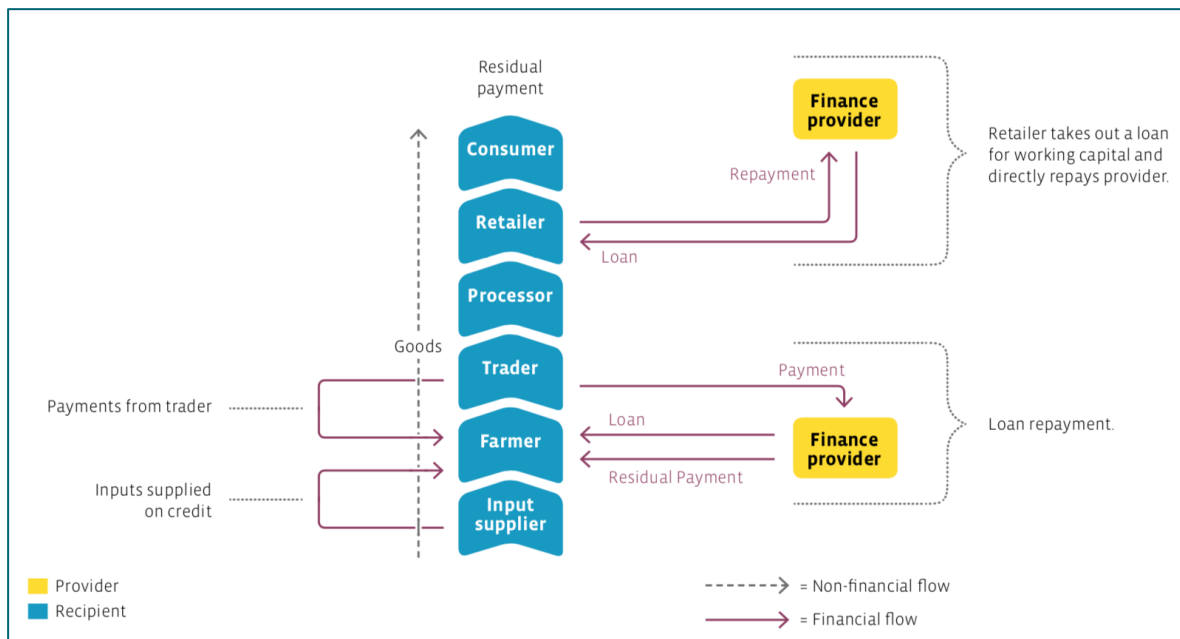 Residual
payment
Consumer
Retailer
Processor
Trader
Farmer
Input
supplier
Goods
Payments from trader
Inputs supplied
on credit
Finance
provider
Repayment
Loan
Retailer takes out a loan
for working capital and
directly repays provider.
Payment
Loan
Residual Payment
Finance
provider
Loan repayment.
Provider
Recipient
= Non-financial flow
= Financial flow